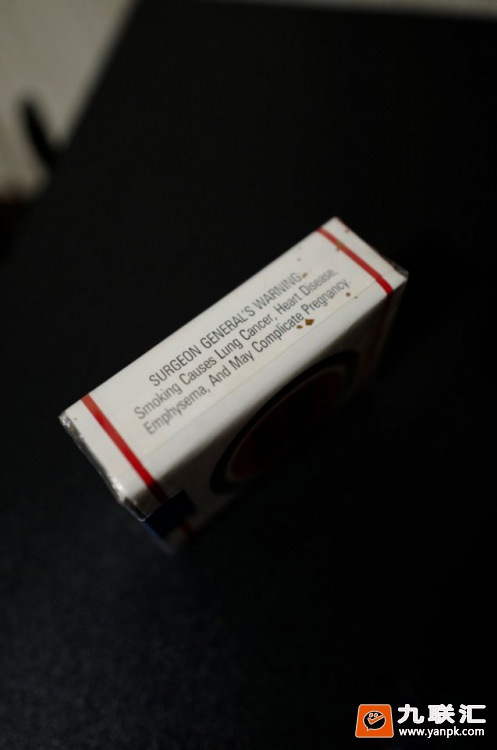 SURGEON GENERAL'S WARNING:
Smoking Causes Lung Cancer, Heart Disease,
Emphysema, And May Complicate Pregnancy.
九联汇
www.yanpk.com